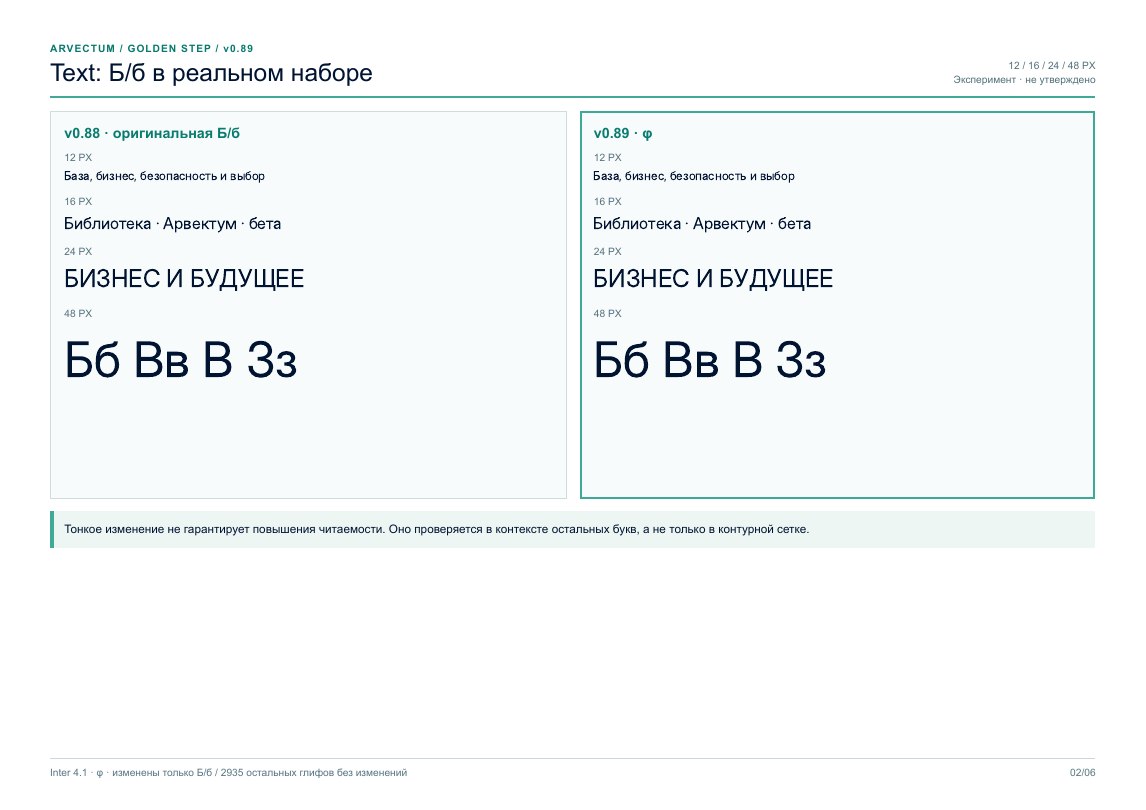 ARVECTUM / GOLDEN STEP / v0.89
Text: Б/б в реальном наборе
12 / 16 / 24 / 48 PX
Эксперимент · не утверждено
v0.88 · оригинальная Б/б
12 PX
База, бизнес, безопасность и выбор
16 PX
Библиотека · Арвектум · бета
24 PX
БИЗНЕС И БУДУЩЕЕ
48 PX
Бб Вв В Зз
v0.89 · φ
12 PX
База, бизнес, безопасность и выбор
16 PX
Библиотека · Арвектум · бета
24 PX
БИЗНЕС И БУДУЩЕЕ
48 PX
Бб Вв В Зз
Тонкое изменение не гарантирует повышения читаемости. Оно проверяется в контексте остальных букв, а не только в контурной сетке.
Inter 4.1 · φ · изменены только Б/б / 2935 остальных глифов без изменений
02/06